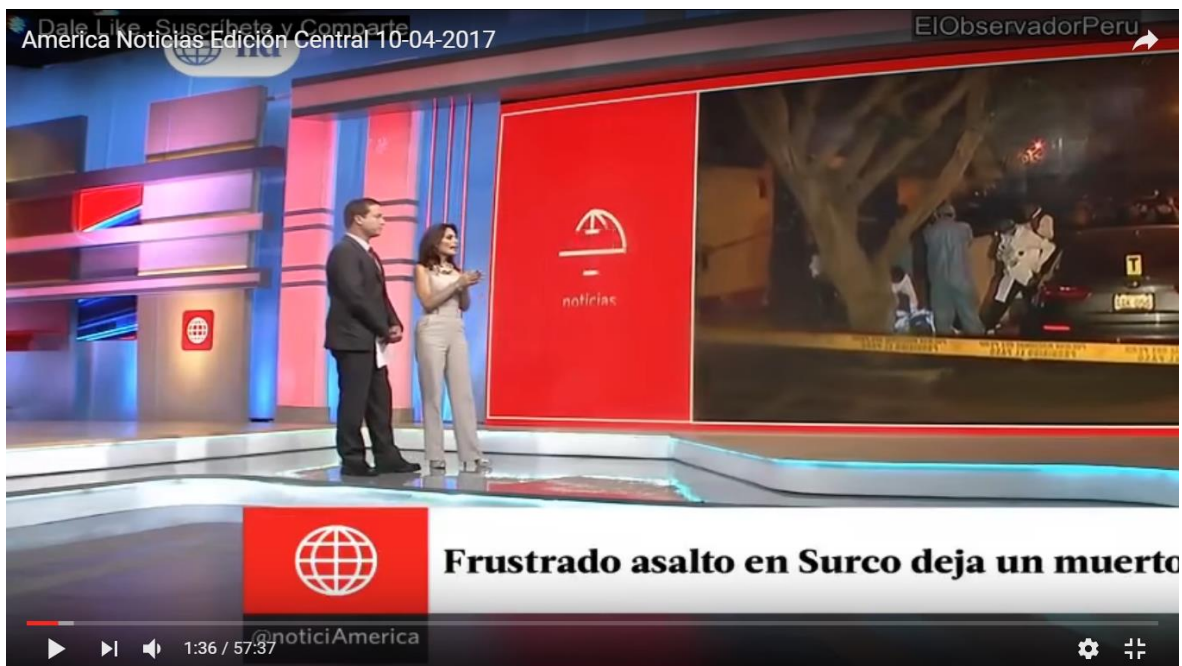 Dale Like, Suscríbete y Comparte
ElObservadorPeru
America Noticias Edición Central 10-04-2017
noticias
T
Frustrado asalto en Surco deja un muerto
@noticiAmerica
1:36 / 57:37